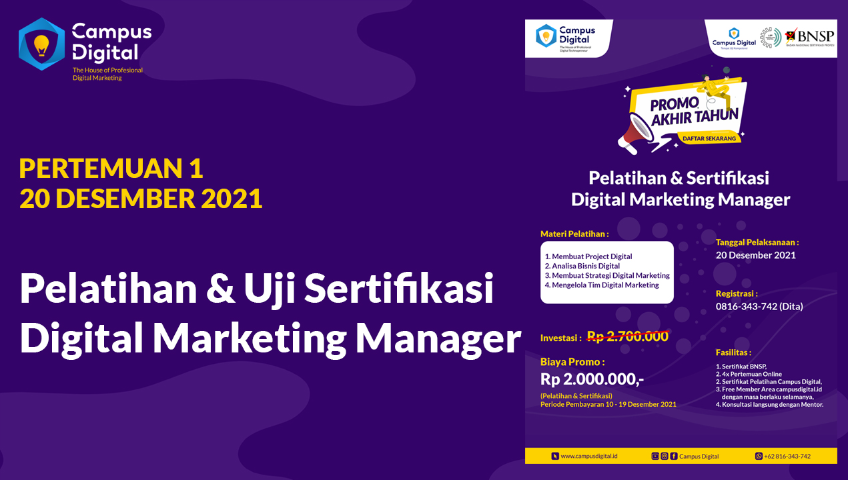 Campus
Digital
The House of Profesional
Digital Marketing
PERTEMUAN 1
20 DESEMBER 2021
Pelatihan & Uji Sertifikasi
Digital Marketing Manager
Campus
Digital
The House of Profesional
Campus Digital
BNSP
PROMO
AKHIR TAHUN
DAFTAR SEKARANG
Pelatihan & Sertifikasi
Digital Marketing Manager
Materi Pelatihan :
1. Membuat Project Digital
2. Analisa Bisnis Digital
3. Membuat Strategi Digital Marketing
4. Mengelola Tim Digital Marketing
Tanggal Pelaksanaan :
20 Desember 2021
Registrasi :
0816-343-742 (Dita)
Investasi : Rp 2.700.000
Biaya Promo :
Rp 2.000.000,-
(Pelatihan & Sertifikasi)
Periode Pembayaran 10 - 19 Desember 2021
Fasilitas :
1. Sertifikat BNSP,
2. 4x Pertemuan Online
2. Sertifikat Pelatihan Campus Digital,
3. Free Member Area campusdigital.id
dengan masa berlaku selamanya,
4. Konsultasi langsung dengan Mentor.
www.campusdigital.id
Campus Digital
+62 816-343-742